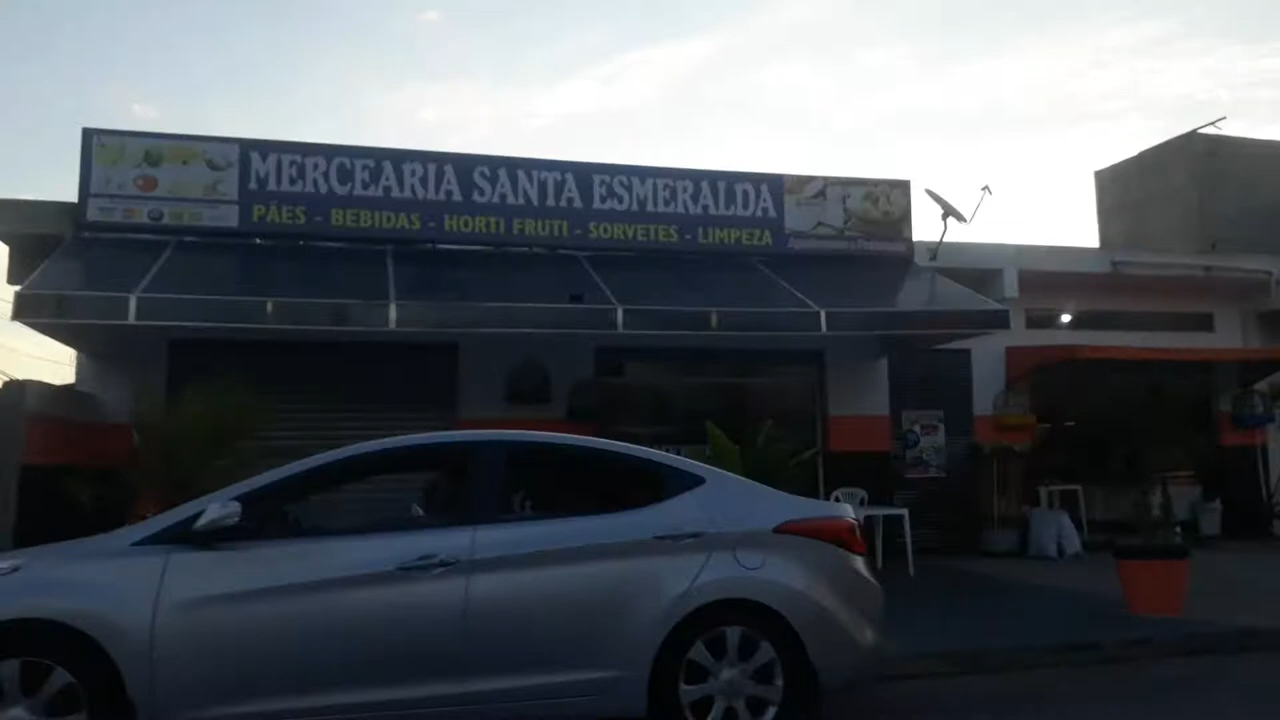 MERCEARIA SANTA ESMERALDA
PÃES - BEBIDAS - HORTI FRUTI - SORVETES - LIMPEZA